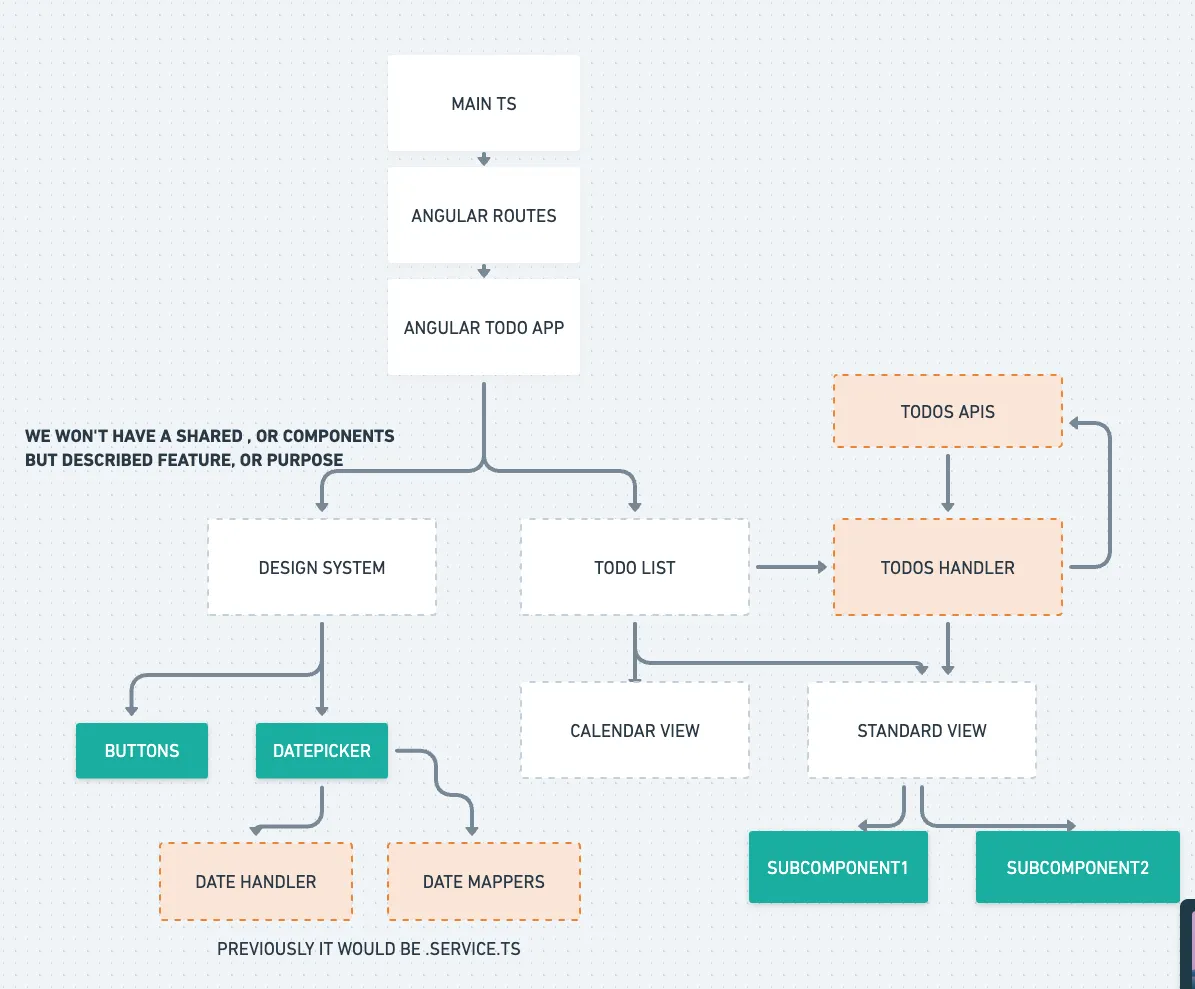 MAIN TS
ANGULAR ROUTES
ANGULAR TODO APP
TODOS APIS
WE WON'T HAVE A SHARED , OR COMPONENTS
BUT DESCRIBED FEATURE, OR PURPOSE
DESIGN SYSTEM
TODO LIST
TODOS HANDLER
CALENDAR VIEW
STANDARD VIEW
BUTTONS
DATEPICKER
SUBCOMPONENT1
SUBCOMPONENT2
DATE HANDLER
DATE MAPPERS
PREVIOUSLY IT WOULD BE .SERVICE.TS